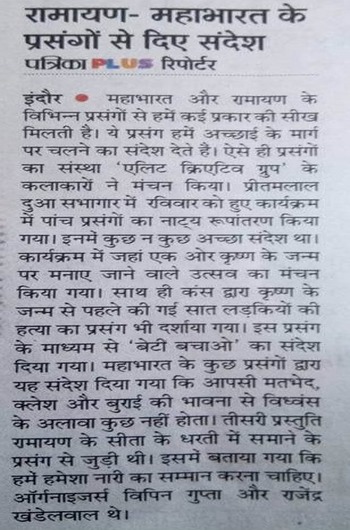 रामायण- महाभारत के
प्रसंगों से दिए संदेश
पत्रिका PLUS रिपोर्टर
इंदौर ● महाभारत और रामायण के
विभिन्न प्रसंगों से हमें कई प्रकार की सीख
मिलती है। ये प्रसंग हमें अच्छाई के मार्ग
पर चलने का संदेश देते है। ऐसे ही प्रसंगों
का संस्था 'एलिट क्रिएटिव ग्रुप' के
कलाकारों ने मंचन किया। प्रीतमलाल
दुआ सभागार में रविवार को हुए कार्यक्रम
में पांच प्रसंगों का नाट्य रूपांतरण किया
गया। इनमें कुछ न कुछ अच्छा संदेश था।
कार्यक्रम में जहां एक ओर कृष्ण के जन्म
पर मनाए जाने वाले उत्सव का मंचन
किया गया। साथ ही कंस द्वारा कृष्ण के
जन्म से पहले की गई सात लड़कियों की
हत्या का प्रसंग भी दर्शाया गया। इस प्रसंग
के माध्यम से 'बेटी बचाओ' का संदेश
दिया गया। महाभारत के कुछ प्रसंगों द्वारा
यह संदेश दिया गया कि आपसी मतभेद,
क्लेश और बुराई की भावना से विध्वंस
के अलावा कुछ नहीं होता। तीसरी प्रस्तुति
रामायण के सीता के धरती में समाने के
प्रसंग से जुड़ी थी। इसमें बताया गया कि
हमें हमेशा नारी का सम्मान करना चाहिए।
ऑर्गनाइजर्स विपिन गुप्ता और राजेंद्र
खंडेलवाल थे।